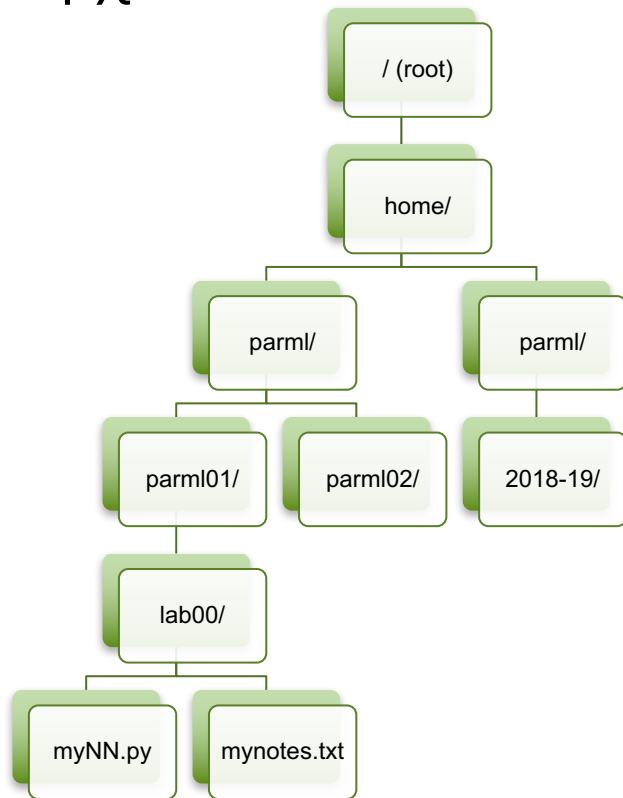 / (root)
home/
parml/
parml/
parml01/
parml02/
2018-19/
lab00/
myNN.py
mynotes.txt